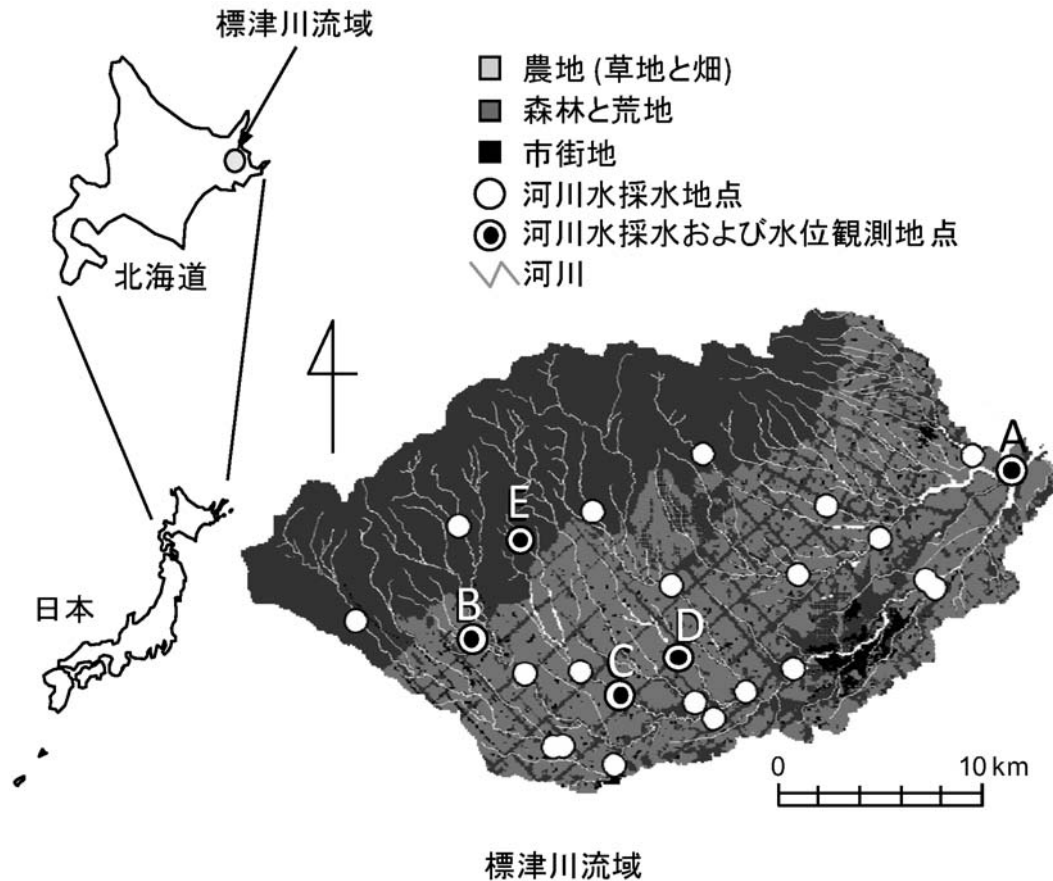 標津川流域
農地 (草地と畑)
森林と荒地
市街地
河川水採水地点
河川水採水および水位観測地点
河川
北海道
日本
A
E
B
D
C
0 10 km
標津川流域